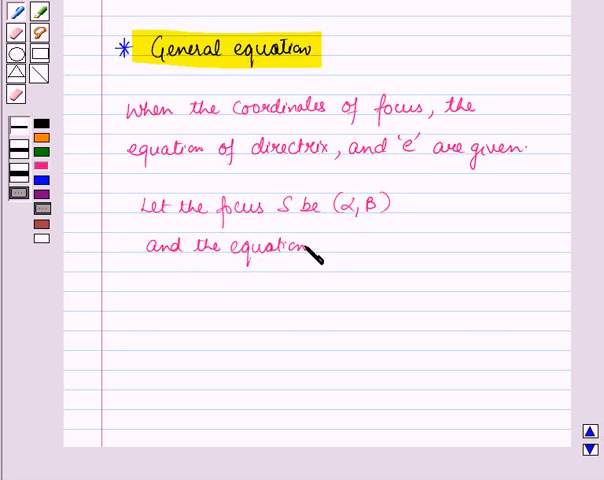 * General equation
When the coordinates of focus, the
equation of directrix, and 'e' are given.
Let the focus S be (α, β)
and the equation